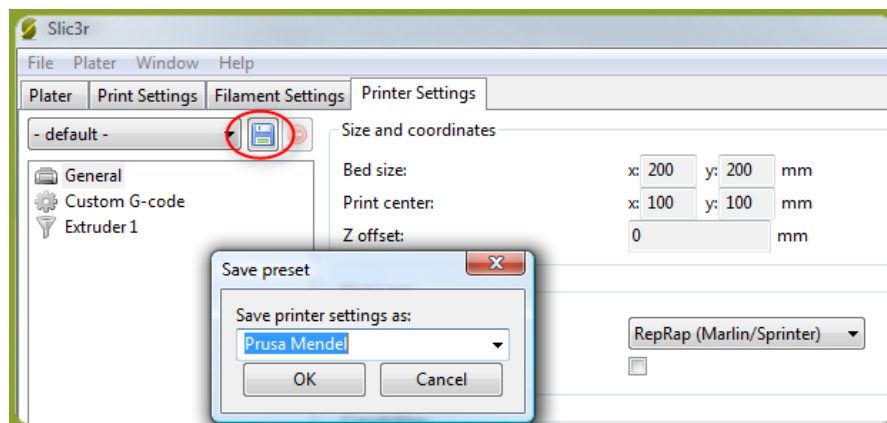 Slic3r
File Plater Window Help
Plater Print Settings Filament Settings Printer Settings
- default -
General
Custom G-code
Extruder 1
Size and coordinates
Bed size: x: 200 y: 200 mm
Print center: x: 100 y: 100 mm
Z offset: 0 mm
RepRap (Marlin/Sprinter)
Save preset
Save printer settings as:
Prusa Mendel
OK Cancel